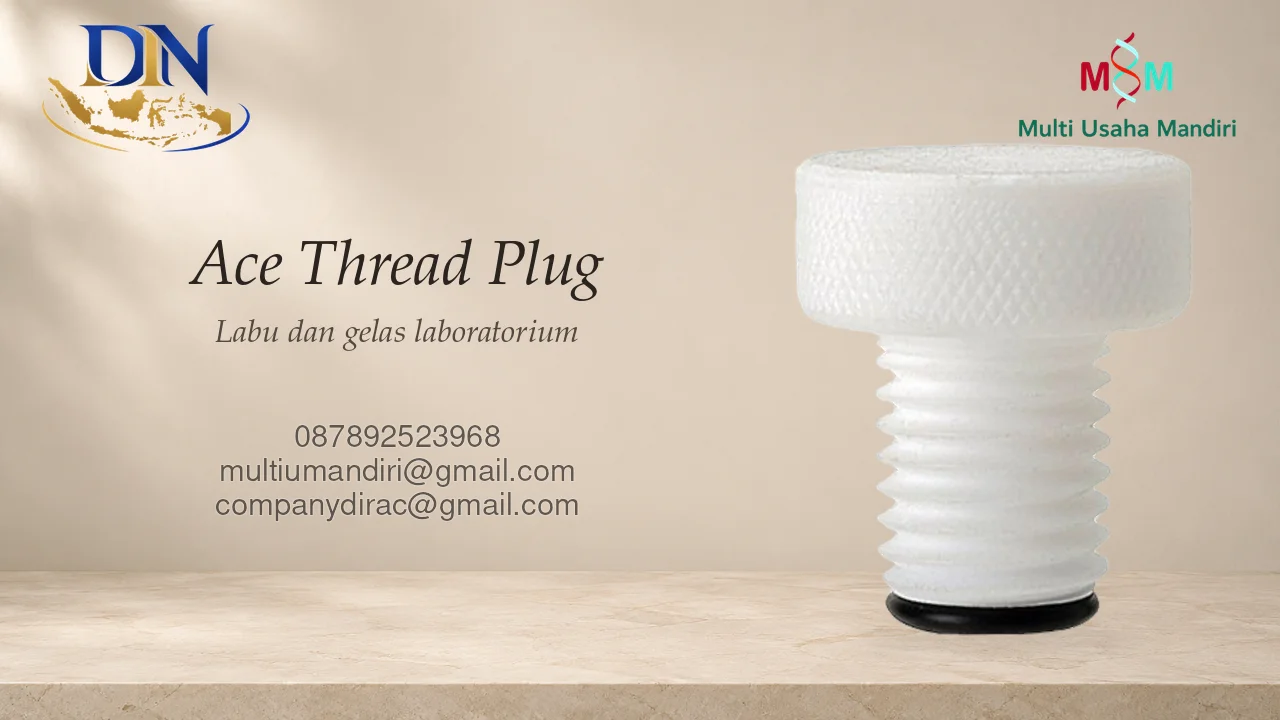 DN
M M
Multi Usaha Mandiri
Ace Thread Plug
Labu dan gelas laboratorium
087892523968
multiumandiri@gmail.com
companydirac@gmail.com